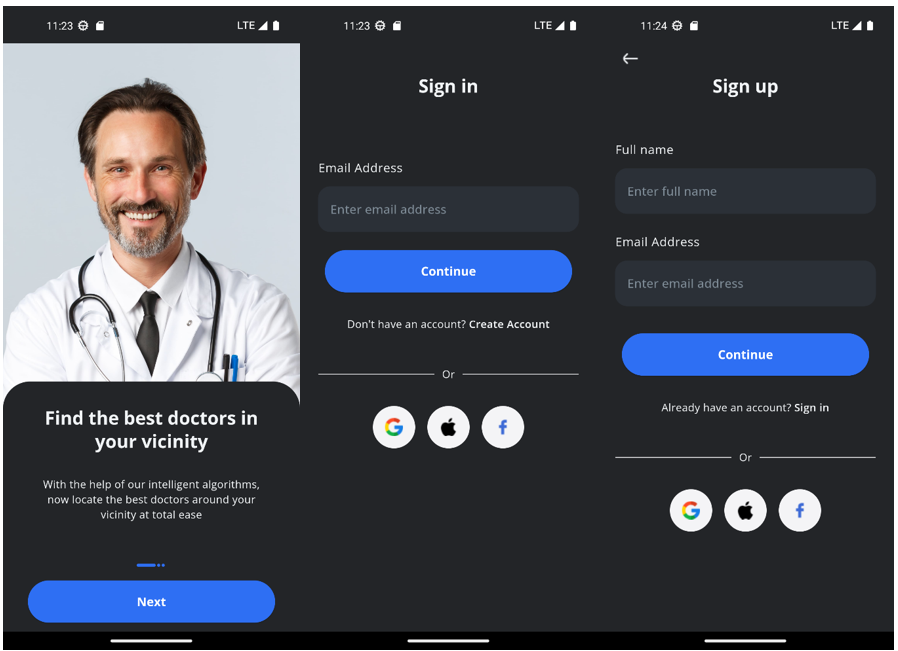 11:23
LTE
Find the best doctors in
your vicinity
With the help of our intelligent algorithms,
now locate the best doctors around your
vicinity at total ease
Next
11:23
LTE
Sign in
Email Address
Enter email address
Continue
Don't have an account? Create Account
Or
11:24
LTE
Sign up
Full name
Enter full name
Email Address
Enter email address
Continue
Already have an account? Sign in
Or